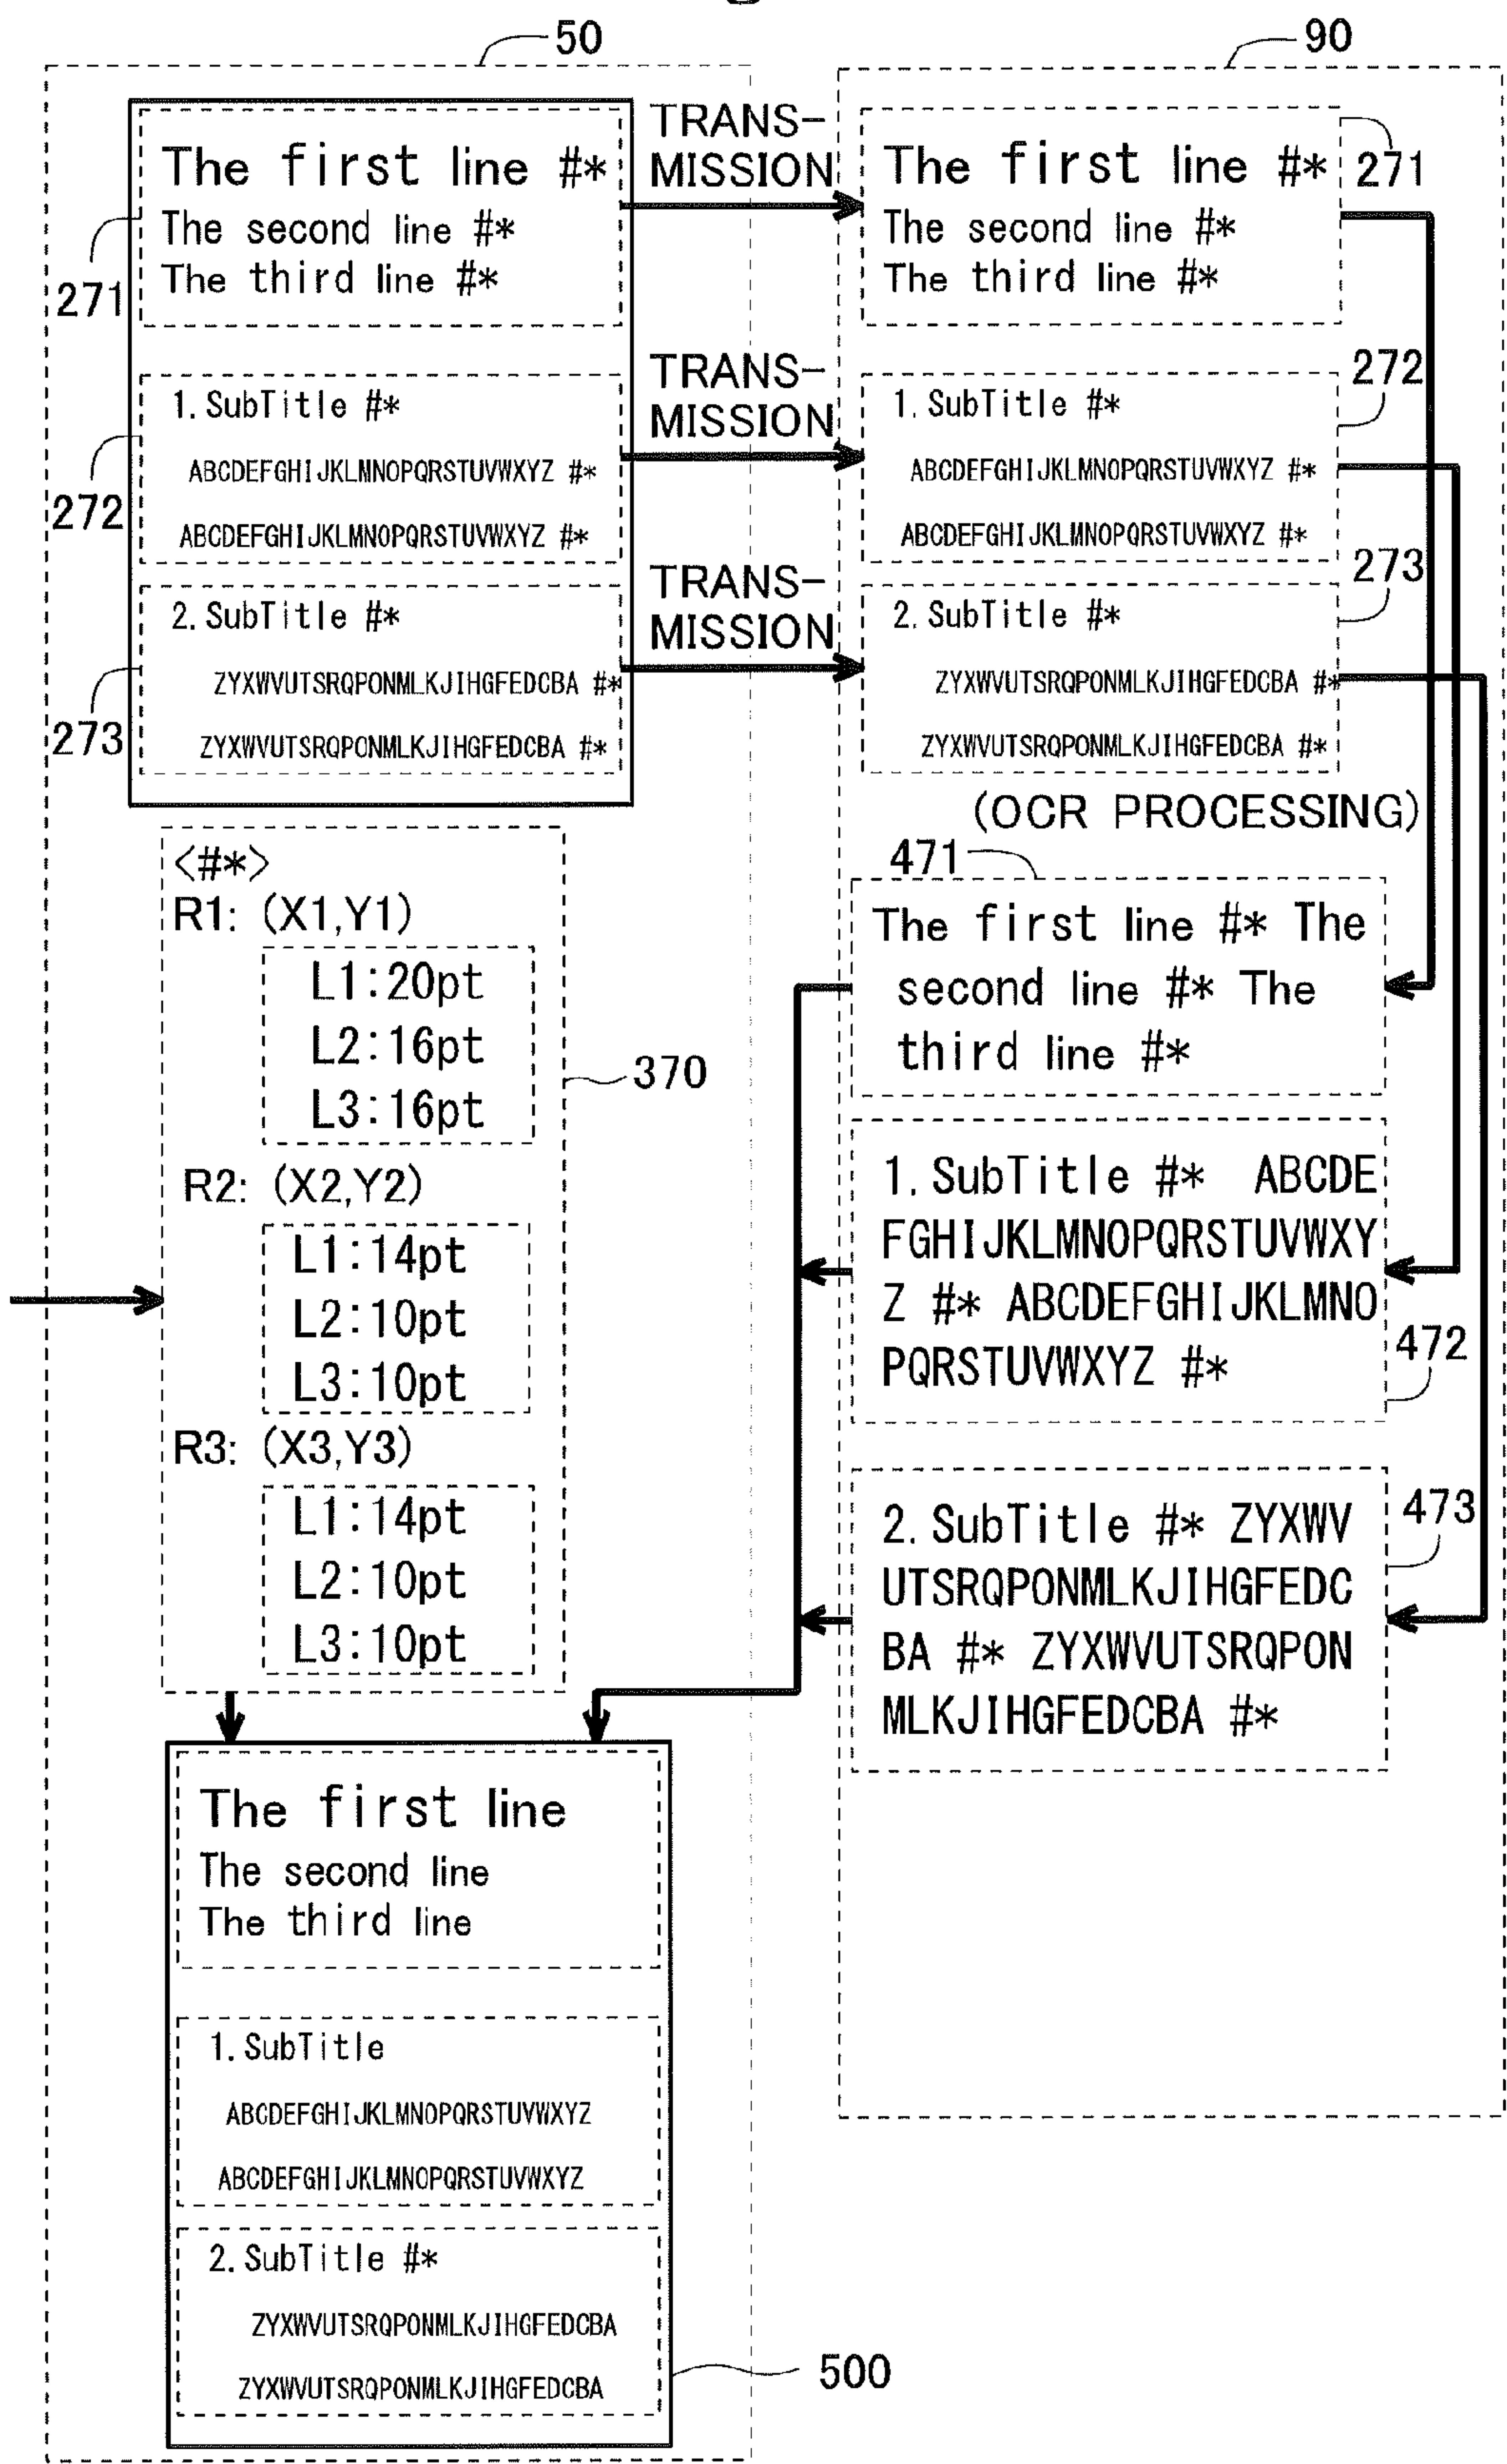 50
90
The first line #*
The second line #*
The third line #*
271
TRANS-
MISSION
The first line #*
The second line #*
The third line #*
271
1. SubTitle #*
ABCDEFGHIJKLMNOPQRSTUVWXYZ #*
ABCDEFGHIJKLMNOPQRSTUVWXYZ #*
272
TRANS-
MISSION
1. SubTitle #*
ABCDEFGHIJKLMNOPQRSTUVWXYZ #*
ABCDEFGHIJKLMNOPQRSTUVWXYZ #*
272
2. SubTitle #*
ZYXWVUTSRQPONMLKJIHGFEDCBA #*
ZYXWVUTSRQPONMLKJIHGFEDCBA #*
273
TRANS-
MISSION
2. SubTitle #*
ZYXWVUTSRQPONMLKJIHGFEDCBA #*
ZYXWVUTSRQPONMLKJIHGFEDCBA #*
273
(OCR PROCESSING)
<#*>
R1: (X1,Y1)
L1:20pt
L2:16pt
L3:16pt
R2: (X2,Y2)
L1:14pt
L2:10pt
L3:10pt
R3: (X3,Y3)
L1:14pt
L2:10pt
L3:10pt
370
471
The first line #* The
second line #* The
third line #*
1. SubTitle #* ABCDE
FGHIJKLMNOPQRSTUVWXY
Z #* ABCDEFGHIJKLMNO
PQRSTUVWXYZ #*
472
2. SubTitle #* ZYXWV
UTSRQPONMLKJIHGFEDC
BA #* ZYXWVUTSRQPON
MLKJIHGFEDCBA #*
473
The first line
The second line
The third line
1. SubTitle
ABCDEFGHIJKLMNOPQRSTUVWXYZ
ABCDEFGHIJKLMNOPQRSTUVWXYZ
2. SubTitle #*
ZYXWVUTSRQPONMLKJIHGFEDCBA
ZYXWVUTSRQPONMLKJIHGFEDCBA
500